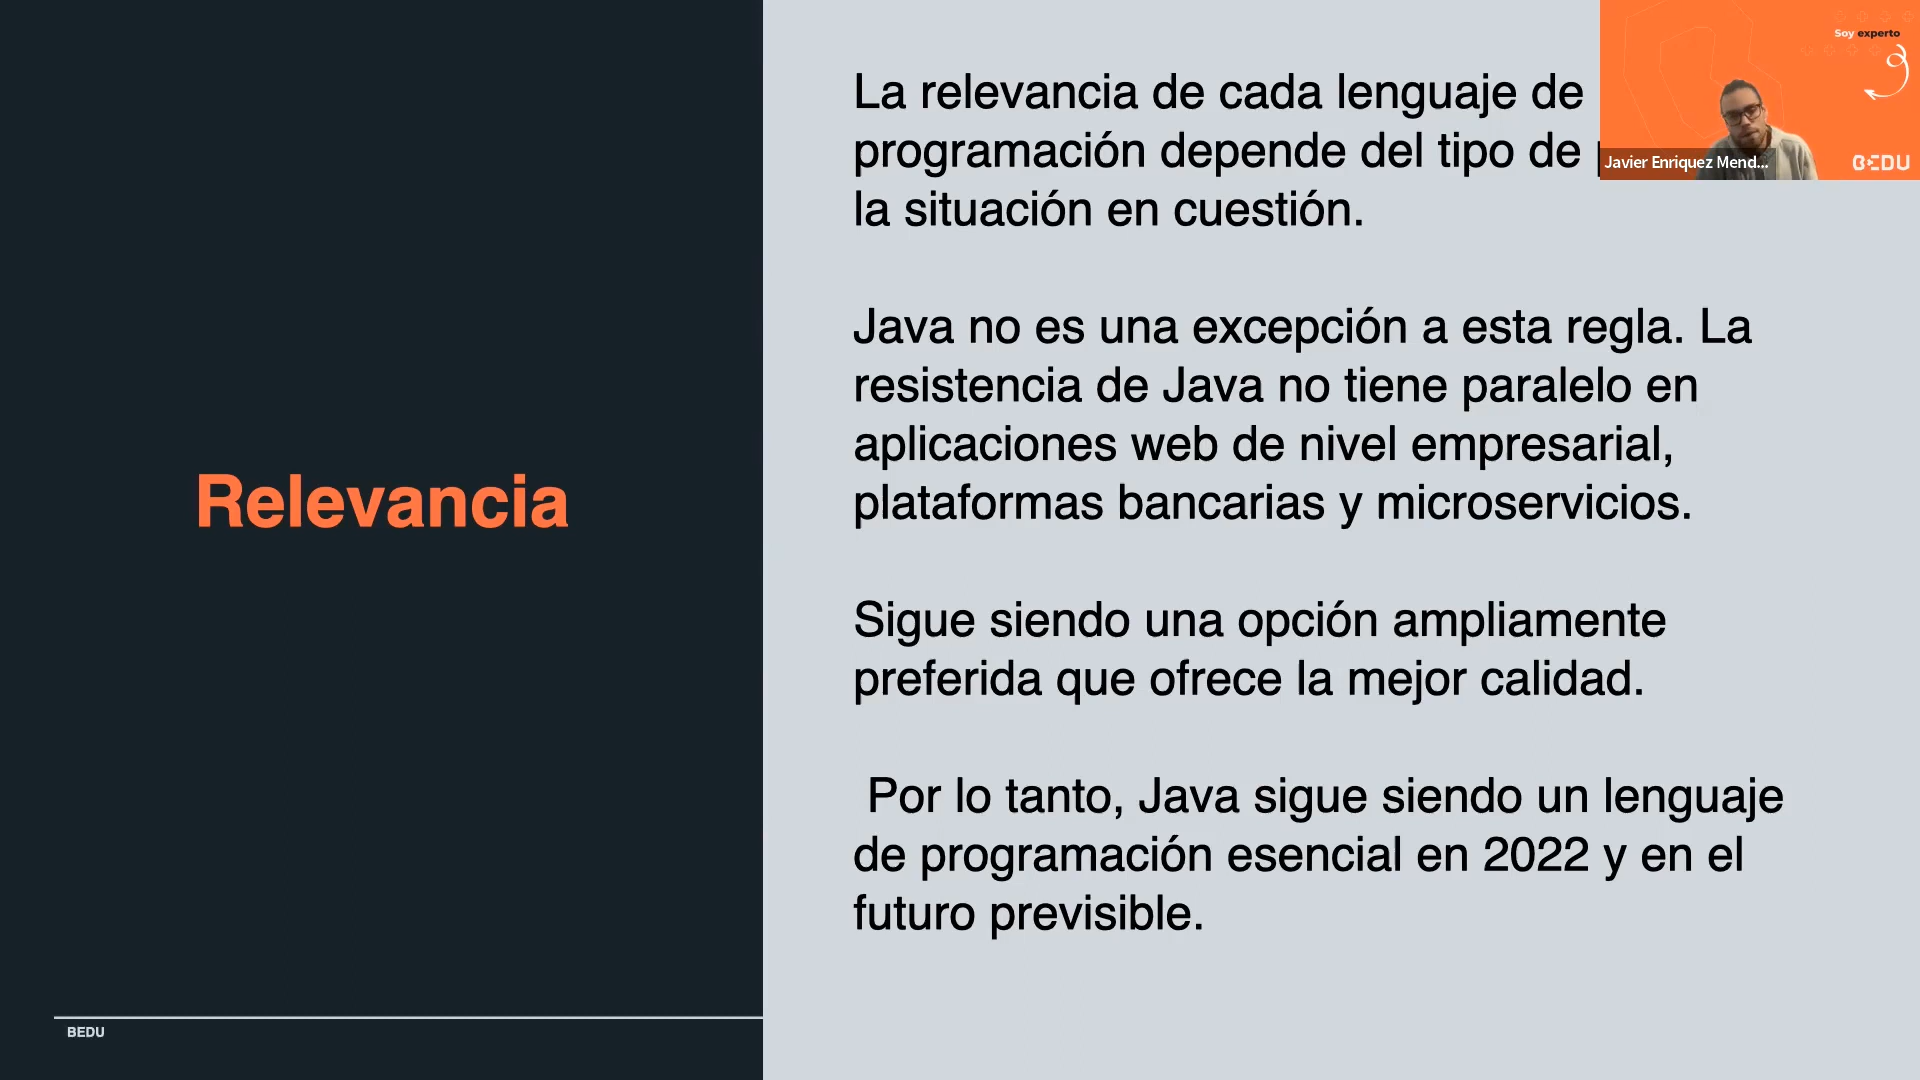 Relevancia
BEDU
La relevancia de cada lenguaje de
programación depende del tipo de
la situación en cuestión.
Java no es una excepción a esta regla. La
resistencia de Java no tiene paralelo en
aplicaciones web de nivel empresarial,
plataformas bancarias y microservicios.
Sigue siendo una opción ampliamente
preferida que ofrece la mejor calidad.
Por lo tanto, Java sigue siendo un lenguaje
de programación esencial en 2022 y en el
futuro previsible.
Soy experto
Javier Enriquez Mend...
BEDU